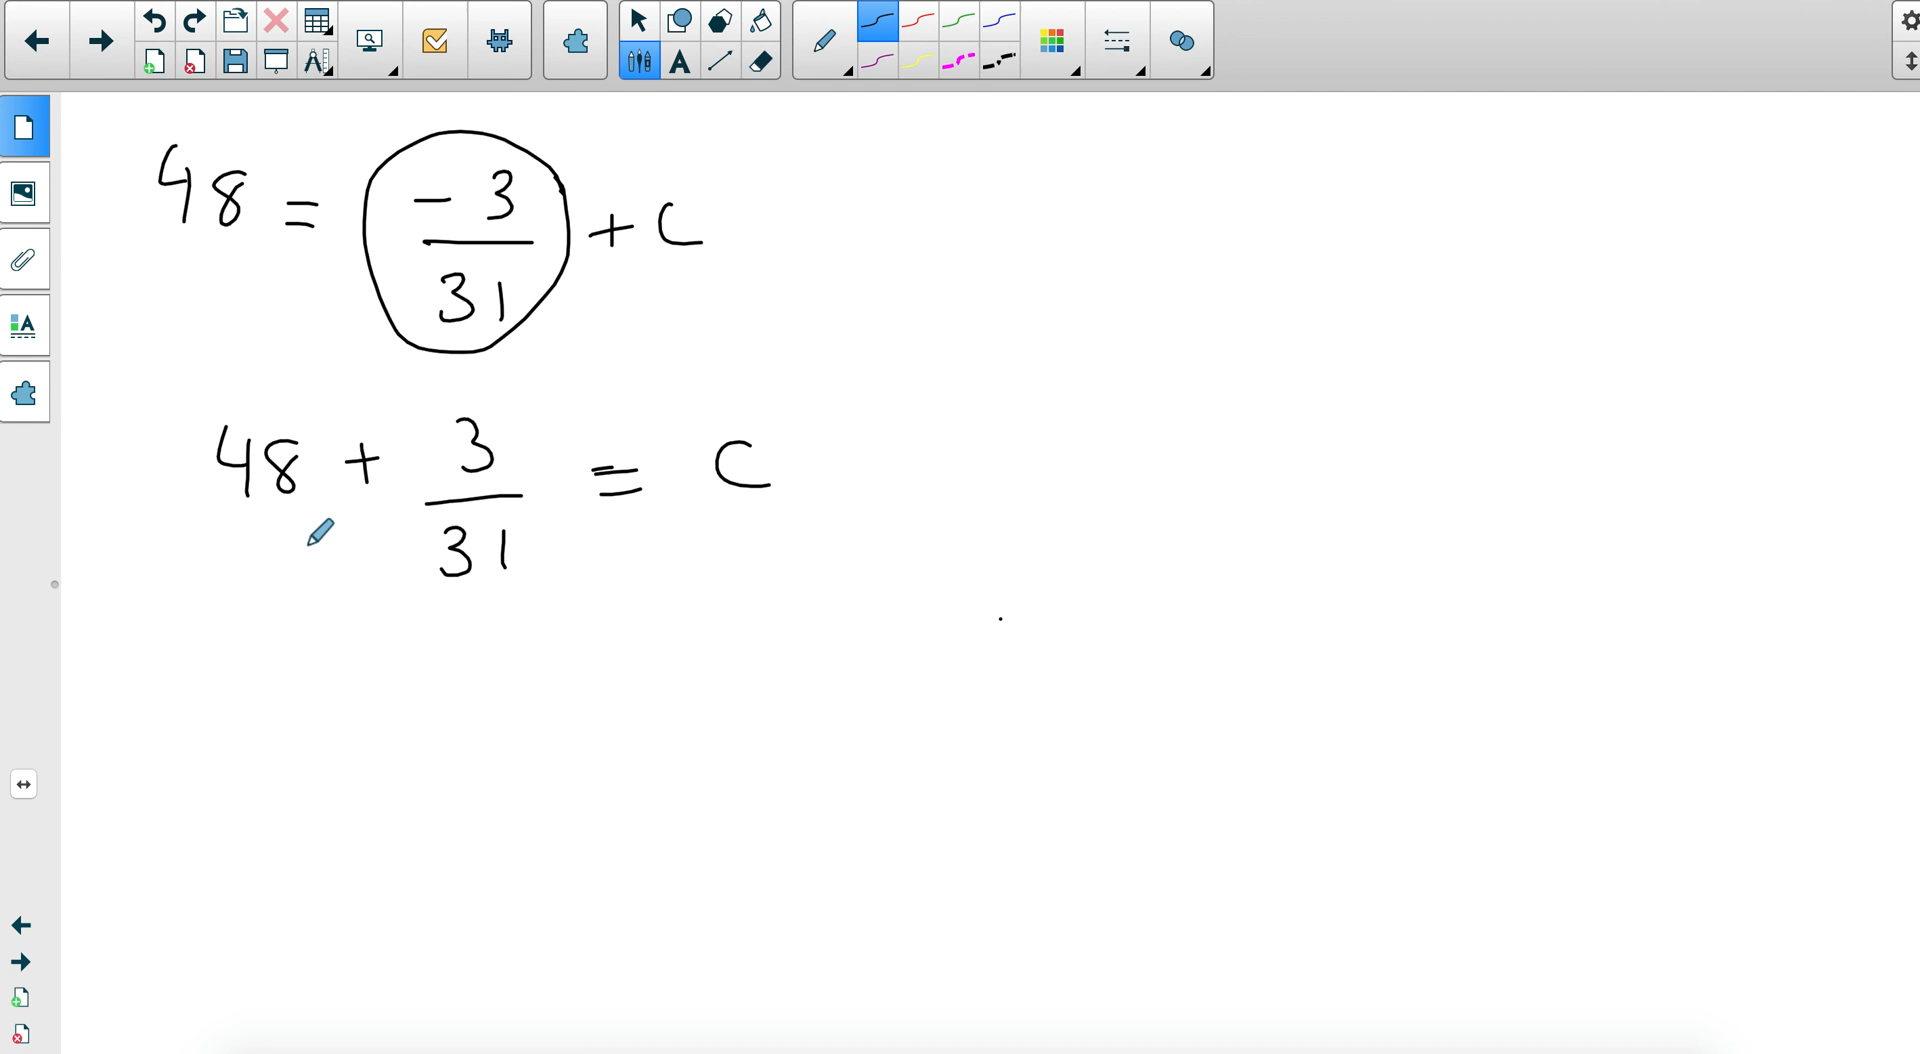 48 = -3/31 + C
48 + 3/31 = C